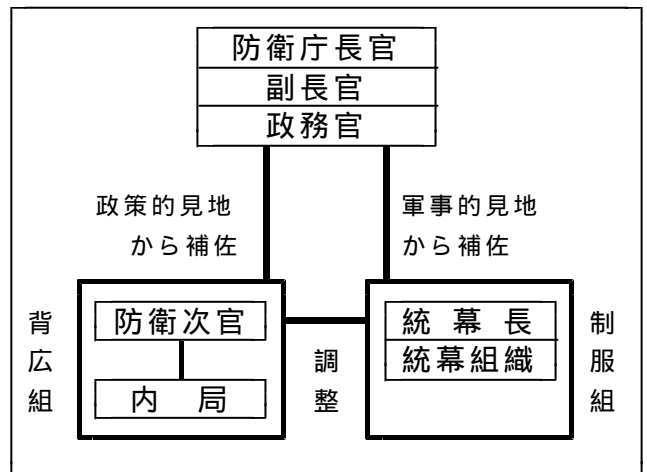 防衛庁長官
副長官
政務官
政策的見地
から補佐
軍事的見地
から補佐
背広組
防衛次官
内 局
調整
統 幕 長
統幕組織
制服組